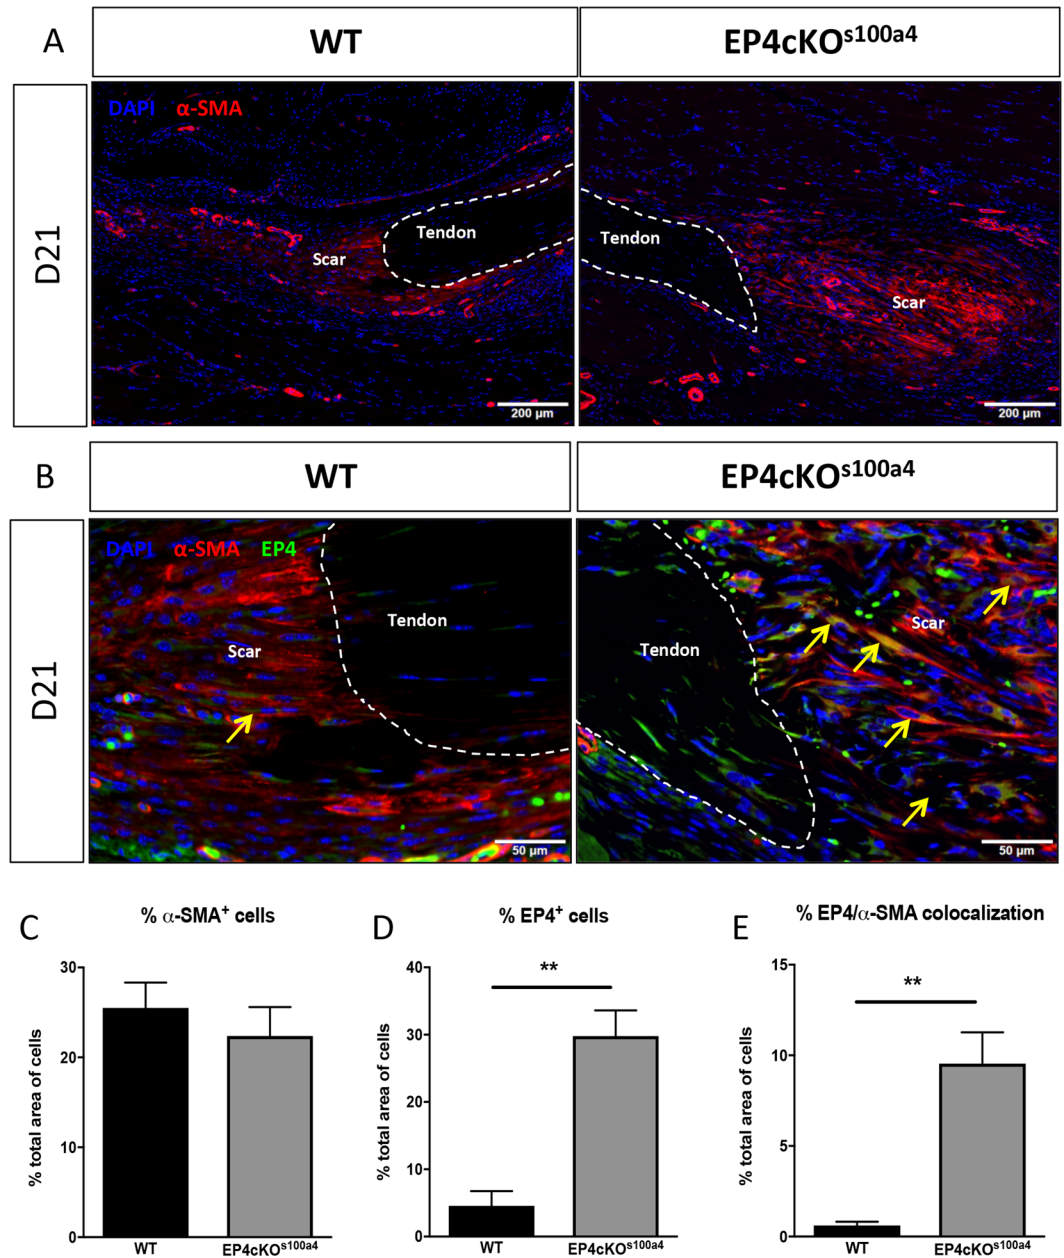 A
WT
EP4cKOs100a4
D21
DAPI α-SMA
Tendon
Scar
200 µm
Tendon
Scar
200 µm
B
WT
EP4cKOs100a4
D21
DAPI α-SMA EP4
Tendon
Scar
50 µm
Scar
Tendon
50 µm
C
% α-SMA+ cells
% total area of cells
30
20
10
0
WT
EP4cKOs100a4
D
% EP4+ cells
% total area of cells
40
30
20
10
0
**
WT
EP4cKOs100a4
E
% EP4/α-SMA colocalization
% total area of cells
15
10
5
0
**
WT
EP4cKOs100a4